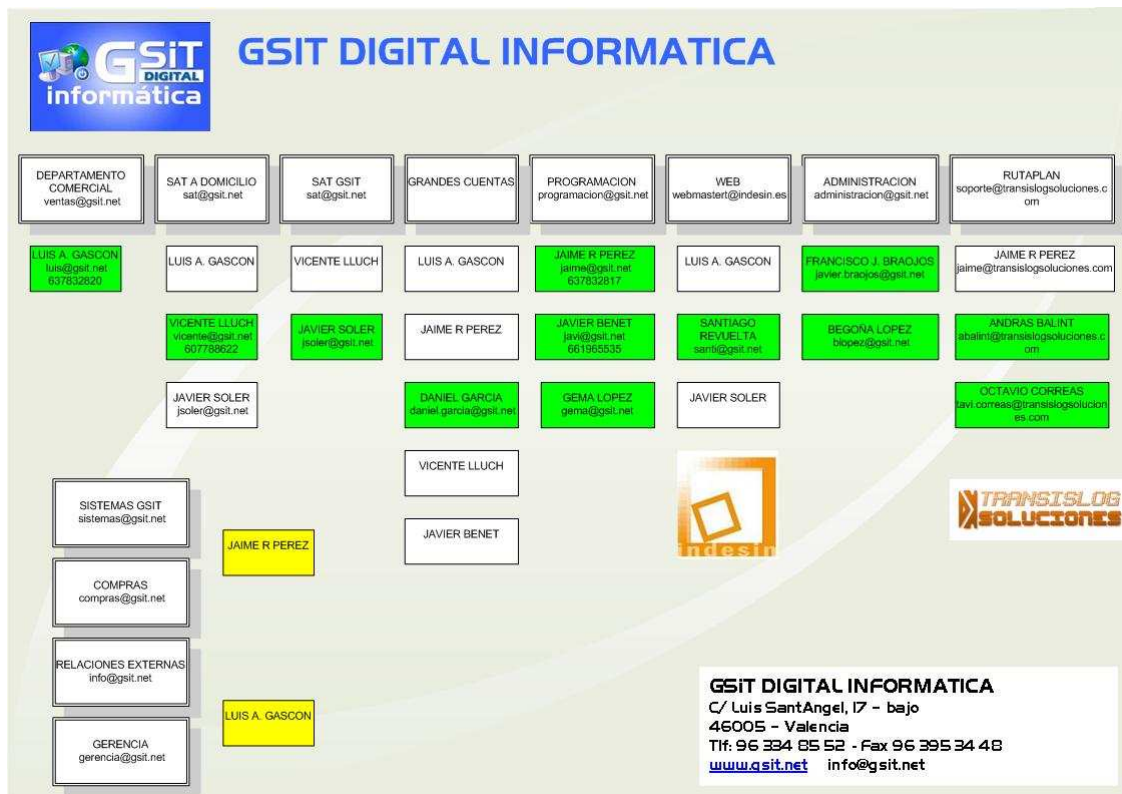 GSiT
DIGITAL
informática
GSIT DIGITAL INFORMATICA
DEPARTAMENTO
COMERCIAL
ventas@gsit.net
SAT A DOMICILIO
sat@gsit.net
SAT GSIT
sat@gsit.net
GRANDES CUENTAS
PROGRAMACION
programacion@gsit.net
WEB
webmastert@indesin.es
ADMINISTRACION
administracion@gsit.net
RUTAPLAN
soporte@transislogsoluciones.c
om
LUIS A. GASCON
luis@gsit.net
637832820
LUIS A. GASCON
VICENTE LLUCH
LUIS A. GASCON
JAIME R PEREZ
jaime@gsit.net
637832817
LUIS A. GASCON
FRANCISCO J. BRAOJOS
javier.braojos@gsit.net
JAIME R PEREZ
jaime@transislogsoluciones.com
VICENTE LLUCH
vicente@gsit.net
607788622
JAVIER SOLER
jsoler@gsit.net
JAIME R PEREZ
JAVIER BENET
javi@gsit.net
661965535
SANTIAGO
REVUELTA
santi@gsit.net
BEGOÑA LOPEZ
blopez@gsit.net
ANDRAS BALINT
abalint@transislogsoluciones.c
om
JAVIER SOLER
jsoler@gsit.net
DANIEL GARCIA
daniel.garcia@gsit.net
GEMA LOPEZ
gema@gsit.net
JAVIER SOLER
OCTAVIO CORREAS
tavi.correas@transislogsolucion
es.com
VICENTE LLUCH
JAVIER BENET
indesin
TRANSISLOG
SOLUCIONES
SISTEMAS GSIT
sistemas@gsit.net
JAIME R PEREZ
COMPRAS
compras@gsit.net
RELACIONES EXTERNAS
info@gsit.net
LUIS A. GASCON
GERENCIA
gerencia@gsit.net
GSiT DIGITAL INFORMATICA
C/ Luis SantAngel, 17 - bajo
46005 - Valencia
Tlf: 96 334 85 52 - Fax 96 395 34 48
www.gsit.net info@gsit.net